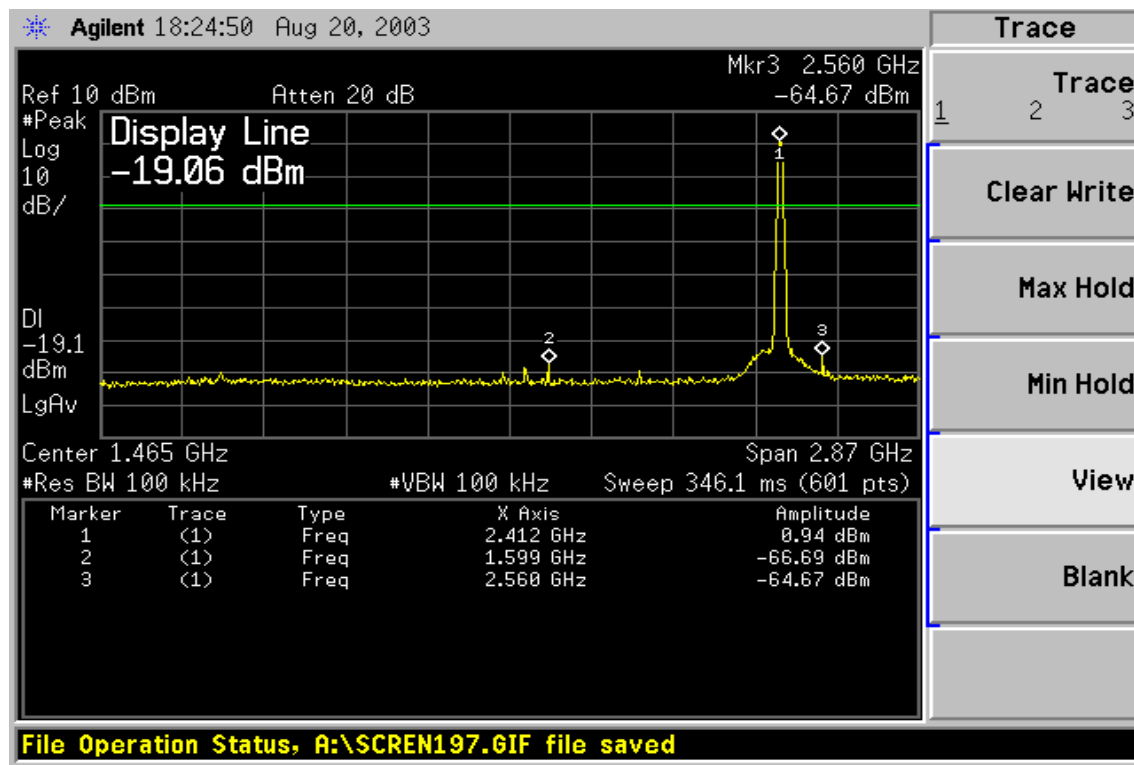 Agilent 18:24:50 Aug 20, 2003
Trace
Mkr3 2.560 GHz
Ref 10 dBm Atten 20 dB −64.67 dBm
#Peak
Log
10
dB/
Display Line
−19.06 dBm
1
2
3
DI
−19.1
dBm
LgAv
Center 1.465 GHz Span 2.87 GHz
#Res BW 100 kHz #VBW 100 kHz Sweep 346.1 ms (601 pts)
Marker Trace Type X Axis Amplitude
1 (1) Freq 2.412 GHz 0.94 dBm
2 (1) Freq 1.599 GHz −66.69 dBm
3 (1) Freq 2.560 GHz −64.67 dBm
Trace
1 2 3
Clear Write
Max Hold
Min Hold
View
Blank
File Operation Status, A:\SCREN197.GIF file saved